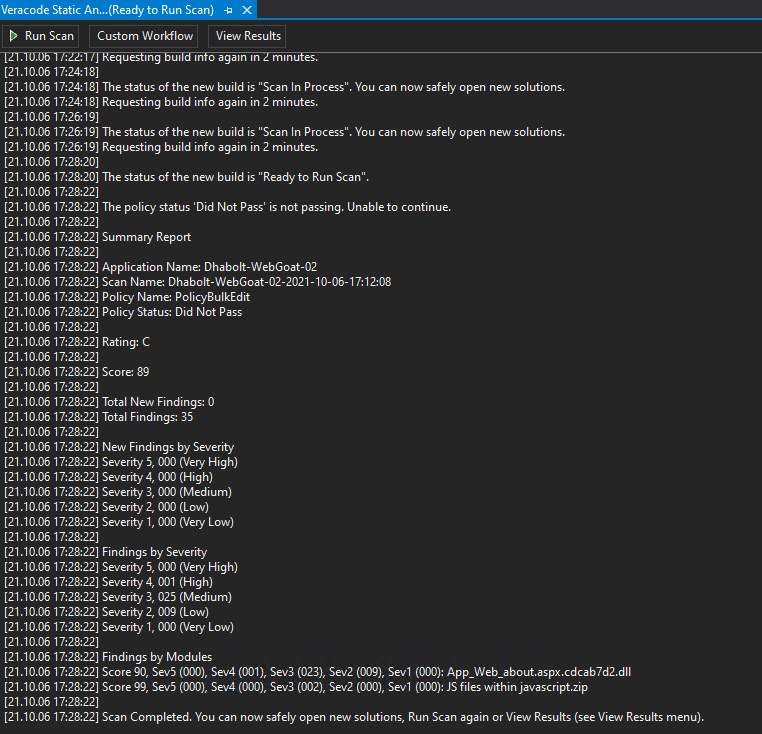 Veracode Static An...(Ready to Run Scan)
Run Scan Custom Workflow View Results
[21.10.06 17:22:17] Requesting build info again in 2 minutes.
[21.10.06 17:24:18]
[21.10.06 17:24:18] The status of the new build is "Scan In Process". You can now safely open new solutions.
[21.10.06 17:24:18] Requesting build info again in 2 minutes.
[21.10.06 17:26:19]
[21.10.06 17:26:19] The status of the new build is "Scan In Process". You can now safely open new solutions.
[21.10.06 17:26:19] Requesting build info again in 2 minutes.
[21.10.06 17:28:20]
[21.10.06 17:28:20] The status of the new build is "Ready to Run Scan".
[21.10.06 17:28:22]
[21.10.06 17:28:22] The policy status 'Did Not Pass' is not passing. Unable to continue.
[21.10.06 17:28:22]
[21.10.06 17:28:22] Summary Report
[21.10.06 17:28:22]
[21.10.06 17:28:22] Application Name: Dhabolt-WebGoat-02
[21.10.06 17:28:22] Scan Name: Dhabolt-WebGoat-02-2021-10-06-17:12:08
[21.10.06 17:28:22] Policy Name: PolicyBulkEdit
[21.10.06 17:28:22] Policy Status: Did Not Pass
[21.10.06 17:28:22]
[21.10.06 17:28:22] Rating: C
[21.10.06 17:28:22]
[21.10.06 17:28:22] Score: 89
[21.10.06 17:28:22]
[21.10.06 17:28:22] Total New Findings: 0
[21.10.06 17:28:22] Total Findings: 35
[21.10.06 17:28:22]
[21.10.06 17:28:22] New Findings by Severity
[21.10.06 17:28:22] Severity 5, 000 (Very High)
[21.10.06 17:28:22] Severity 4, 000 (High)
[21.10.06 17:28:22] Severity 3, 000 (Medium)
[21.10.06 17:28:22] Severity 2, 000 (Low)
[21.10.06 17:28:22] Severity 1, 000 (Very Low)
[21.10.06 17:28:22]
[21.10.06 17:28:22] Findings by Severity
[21.10.06 17:28:22] Severity 5, 000 (Very High)
[21.10.06 17:28:22] Severity 4, 001 (High)
[21.10.06 17:28:22] Severity 3, 025 (Medium)
[21.10.06 17:28:22] Severity 2, 009 (Low)
[21.10.06 17:28:22] Severity 1, 000 (Very Low)
[21.10.06 17:28:22]
[21.10.06 17:28:22] Findings by Modules
[21.10.06 17:28:22] Score 90, Sev5 (000), Sev4 (001), Sev3 (023), Sev2 (009), Sev1 (000): App_Web_about.aspx.cdcab7d2.dll
[21.10.06 17:28:22] Score 99, Sev5 (000), Sev4 (000), Sev3 (002), Sev2 (000), Sev1 (000): JS files within javascript.zip
[21.10.06 17:28:22]
[21.10.06 17:28:22] Scan Completed. You can now safely open new solutions, Run Scan again or View Results (see View Results menu).